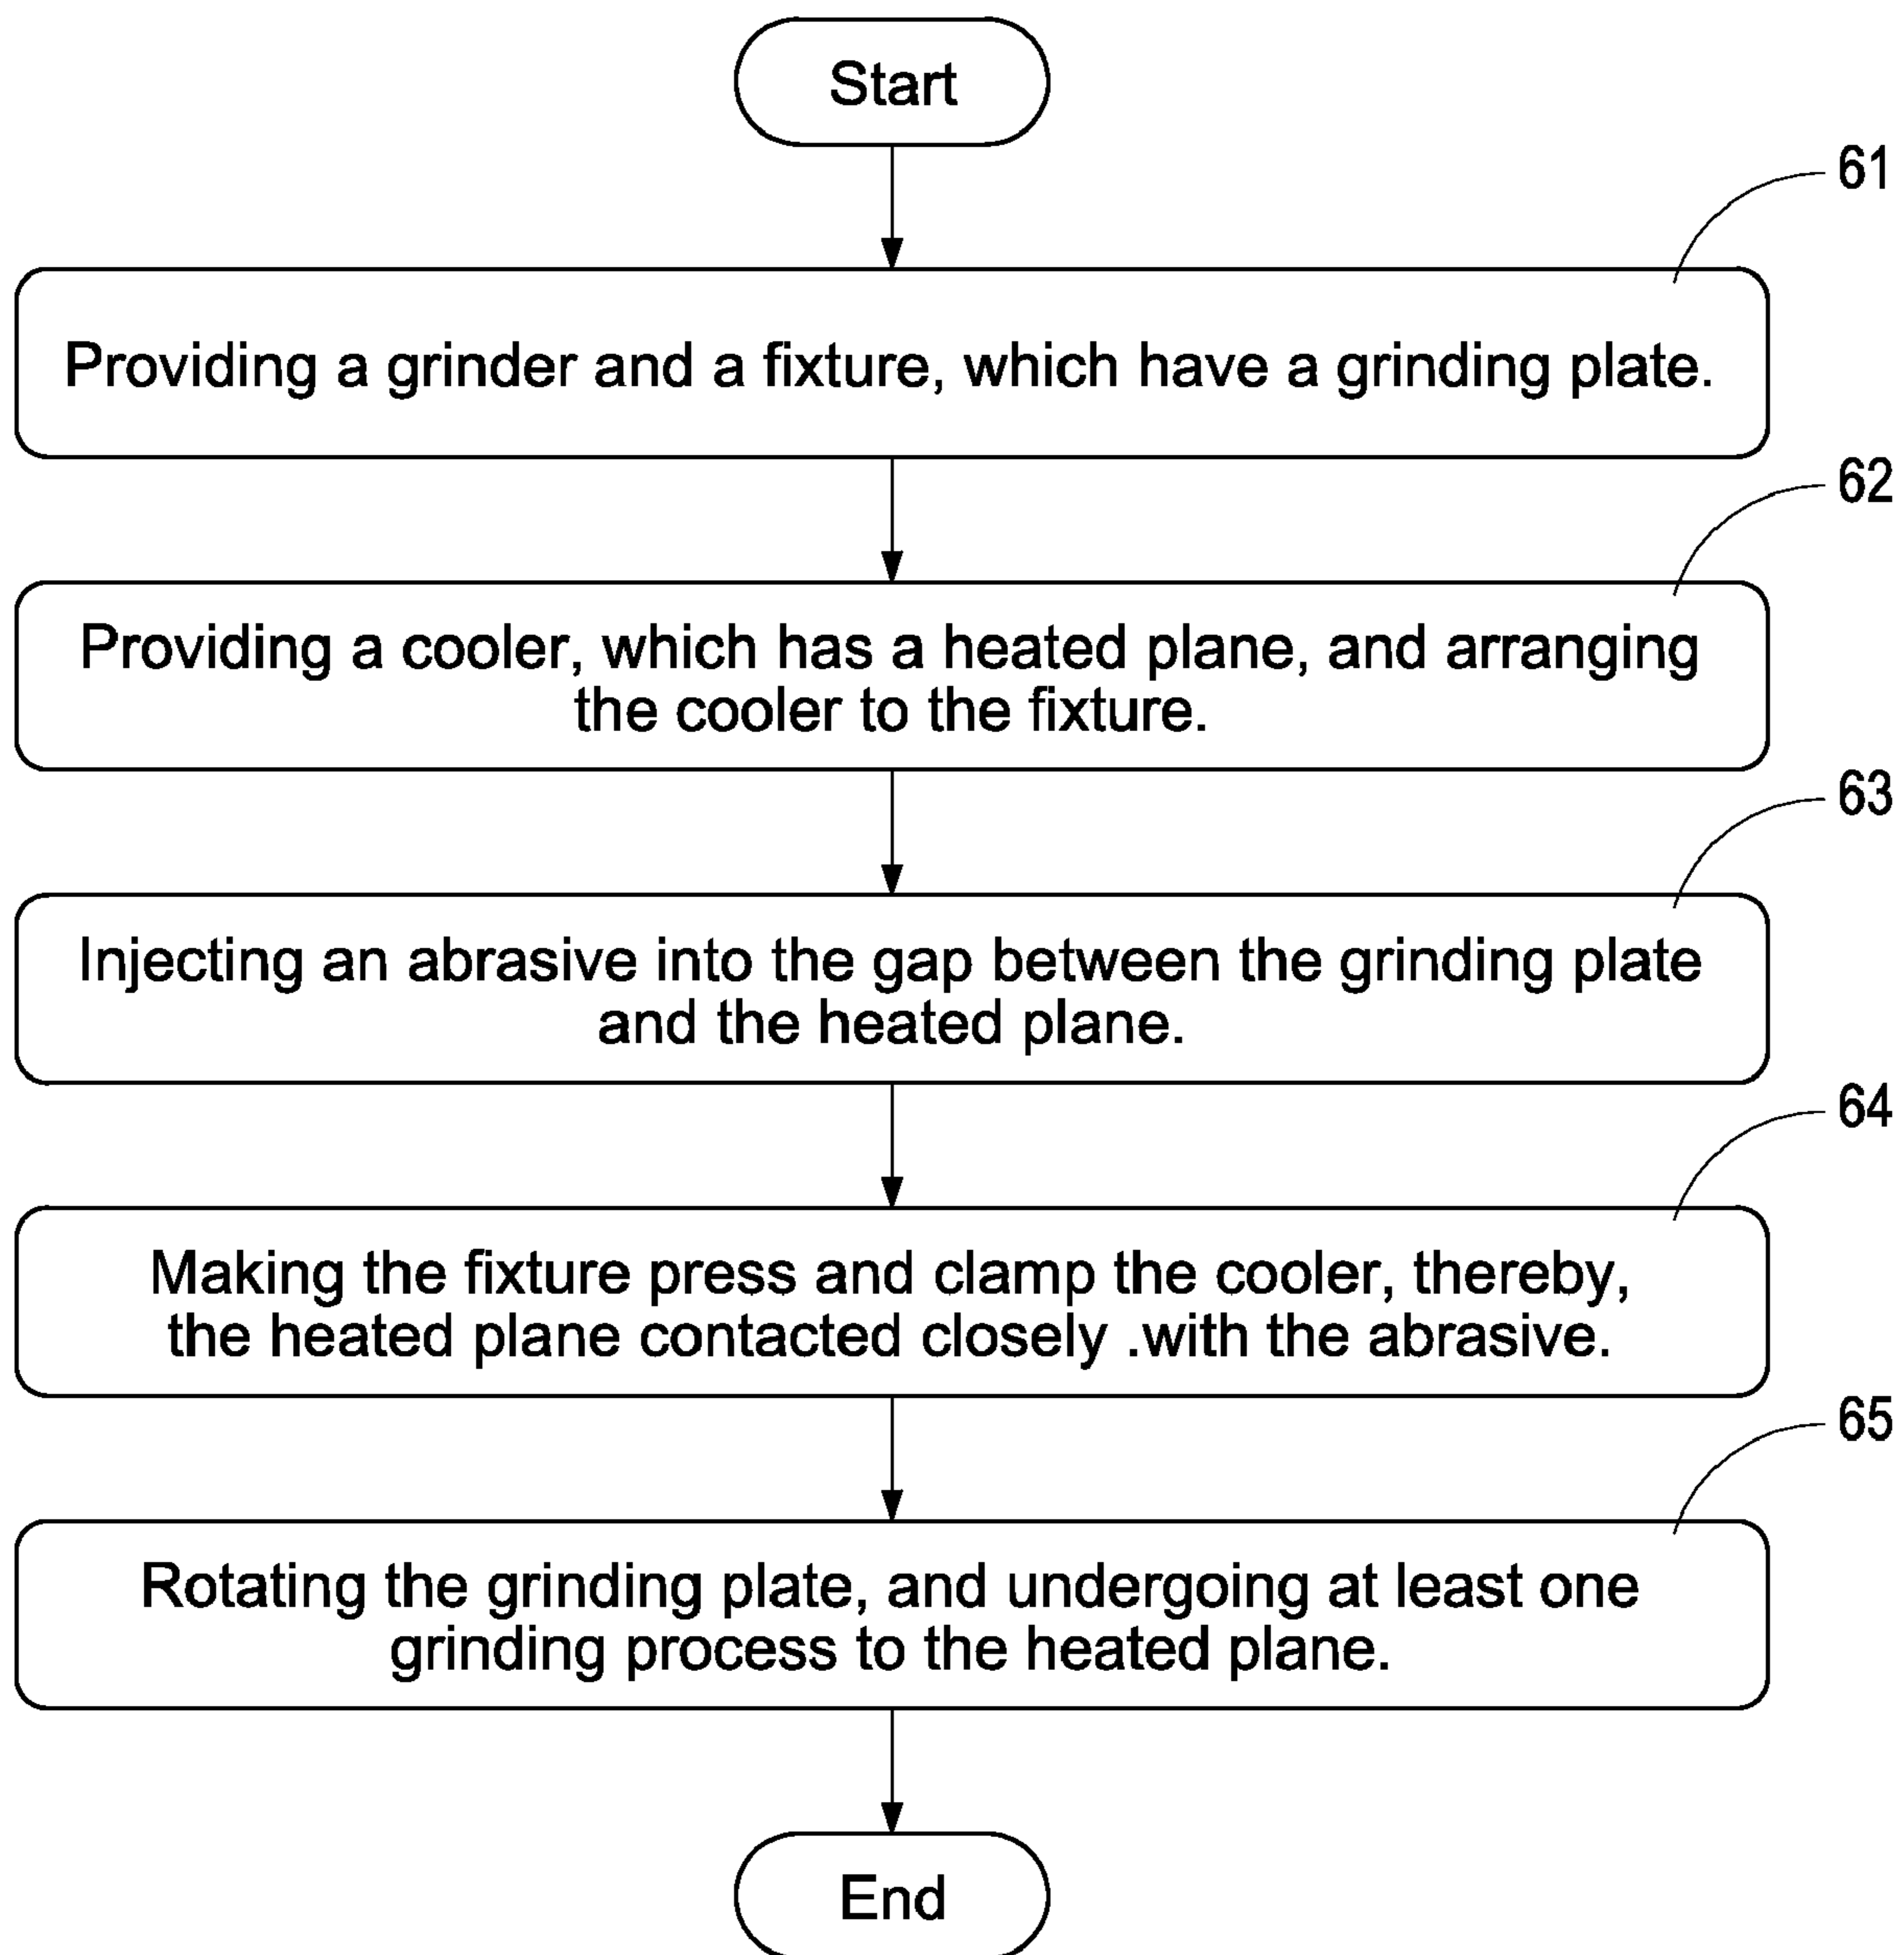 Start
61
Providing a grinder and a fixture, which have a grinding plate.
62
Providing a cooler, which has a heated plane, and arranging
the cooler to the fixture.
63
Injecting an abrasive into the gap between the grinding plate
and the heated plane.
64
Making the fixture press and clamp the cooler, thereby,
the heated plane contacted closely .with the abrasive.
65
Rotating the grinding plate, and undergoing at least one
grinding process to the heated plane.
End